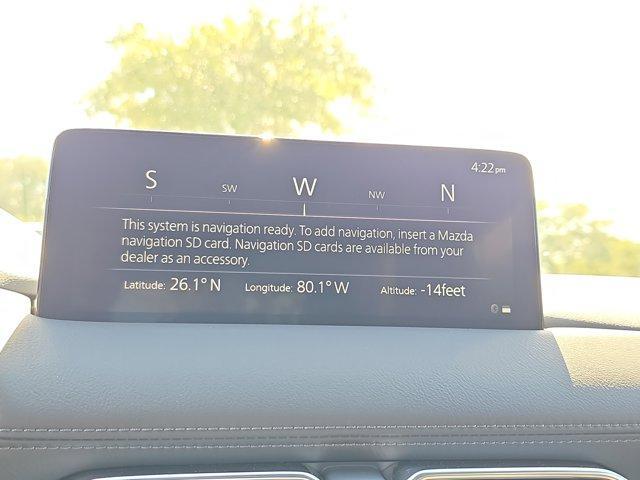 4:22pm
S SW W NW N
This system is navigation ready. To add navigation, insert a Mazda
navigation SD card. Navigation SD cards are available from your
dealer as an accessory.
Latitude: 26.1° N Longitude: 80.1° W Altitude: -14feet